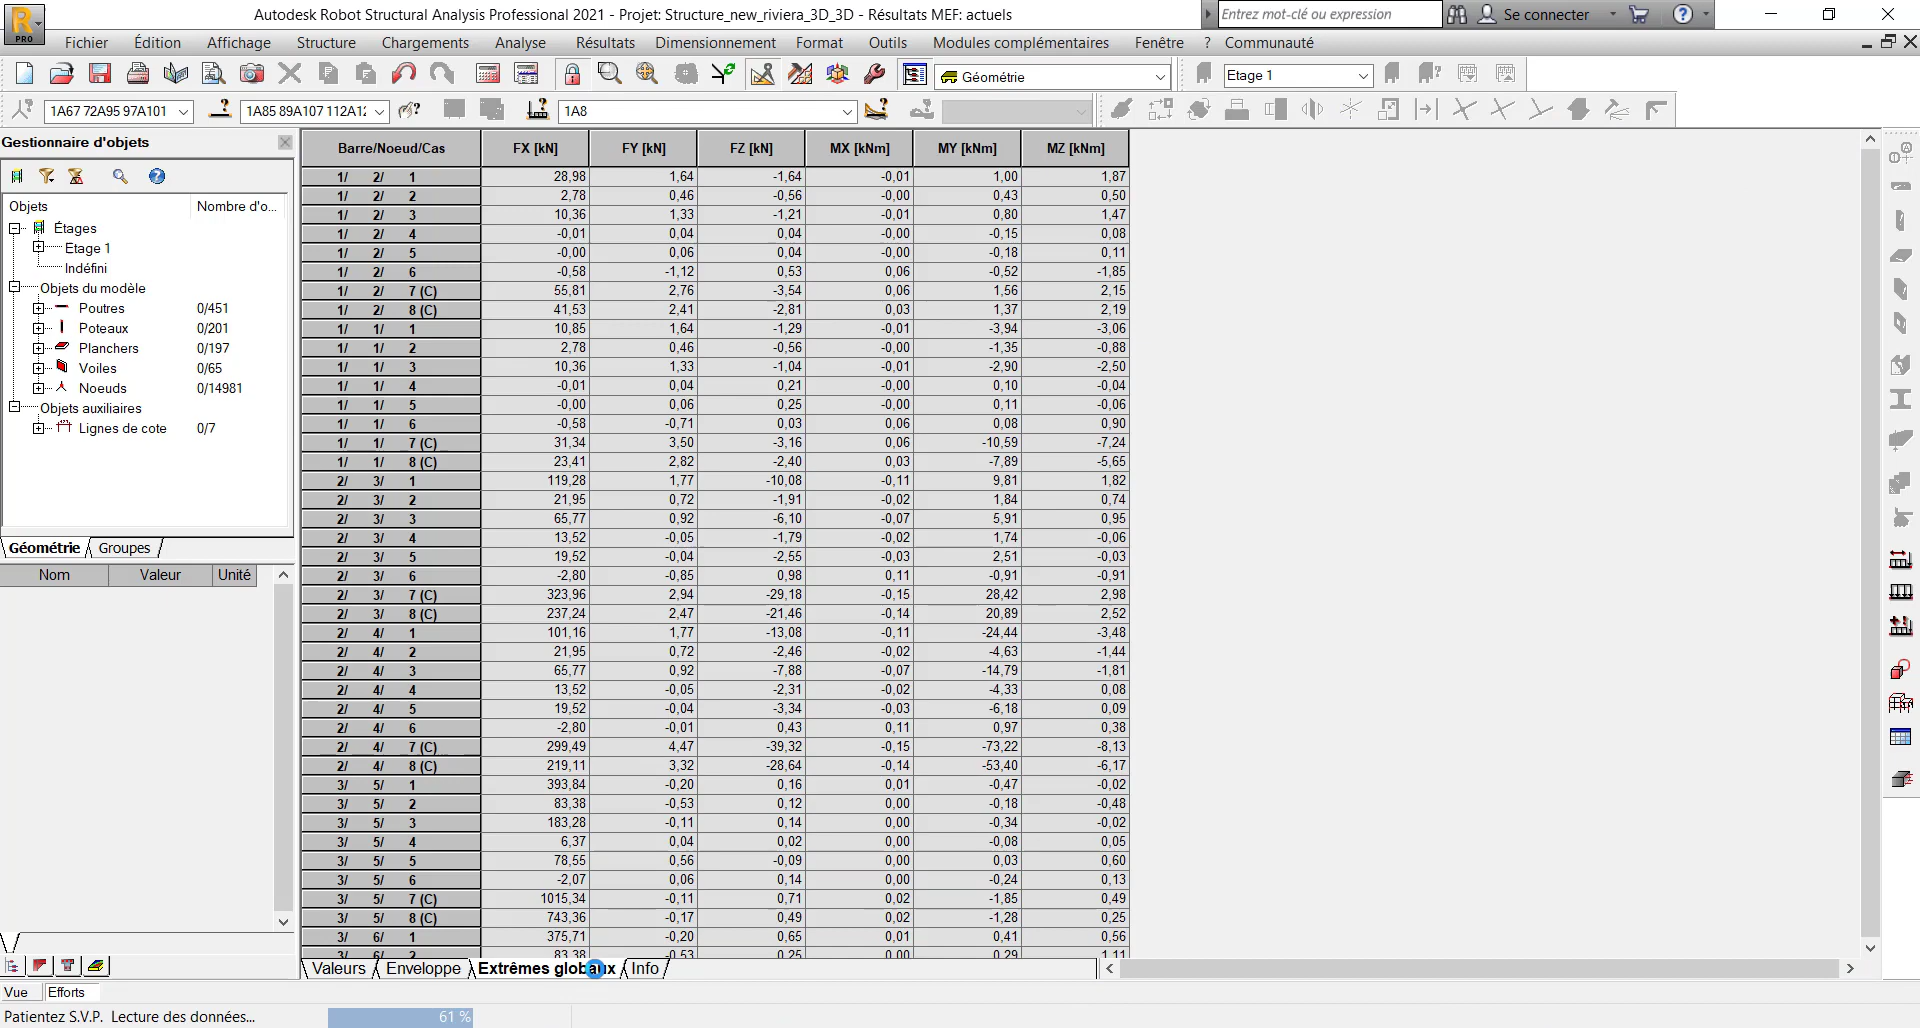 Autodesk Robot Structural Analysis Professional 2021 - Projet: Structure_new_riviera_3D_3D - Résultats MEF: actuels
Entrez mot-clé ou expression
Se connecter
PRO
Fichier Édition Affichage Structure Chargements Analyse Résultats Dimensionnement Format Outils Modules complémentaires Fenêtre ? Communauté
Géométrie
Etage 1
1A67 72A95 97A101
1A8
Gestionnaire d'objets
Objets Nombre d'o...
Étages
Etage 1
Indéfini
Objets du modèle
Poutres 0/451
Poteaux 0/201
Planchers 0/197
Voiles 0/65
Noeuds 0/14981
Objets auxiliaires
Lignes de cote 0/7
Géométrie Groupes
Nom Valeur Unité
Barre/Noeud/Cas FX [kN] FY [kN] FZ [kN] MX [kNm] MY [kNm] MZ [kNm]
1/ 2/ 1 28,98 1,64 -1,64 -0,01 1,00 1,87
1/ 2/ 2 2,78 0,46 -0,56 -0,00 0,43 0,50
1/ 2/ 3 10,36 1,33 -1,21 -0,01 0,80 1,47
1/ 2/ 4 -0,01 0,04 0,04 -0,00 -0,15 0,08
1/ 2/ 5 -0,00 0,06 0,04 -0,00 -0,18 0,11
1/ 2/ 6 -0,58 -1,12 0,53 0,06 -0,52 -1,85
1/ 2/ 7 (C) 55,81 2,76 -3,54 0,06 1,56 2,15
1/ 2/ 8 (C) 41,53 2,41 -2,81 0,03 1,37 2,19
1/ 1/ 1 10,85 1,64 -1,29 -0,01 -3,94 -3,06
1/ 1/ 2 2,78 0,46 -0,56 -0,00 -1,35 -0,88
1/ 1/ 3 10,36 1,33 -1,04 -0,01 -2,90 -2,50
1/ 1/ 4 -0,01 0,04 0,21 -0,00 0,10 -0,04
1/ 1/ 5 -0,00 0,06 0,25 -0,00 0,11 -0,06
1/ 1/ 6 -0,58 -0,71 0,03 0,06 0,08 0,90
1/ 1/ 7 (C) 31,34 3,50 -3,16 0,06 -10,59 -7,24
1/ 1/ 8 (C) 23,41 2,82 -2,40 0,03 -7,89 -5,65
2/ 3/ 1 119,28 1,77 -10,08 -0,11 9,81 1,82
2/ 3/ 2 21,95 0,72 -1,91 -0,02 1,84 0,74
2/ 3/ 3 65,77 0,92 -6,10 -0,07 5,91 0,95
2/ 3/ 4 13,52 -0,05 -1,79 -0,02 1,74 -0,06
2/ 3/ 5 19,52 -0,04 -2,55 -0,03 2,51 -0,03
2/ 3/ 6 -2,80 -0,85 0,98 0,11 -0,91 -0,91
2/ 3/ 7 (C) 323,96 2,94 -29,18 -0,15 28,42 2,98
2/ 3/ 8 (C) 237,24 2,47 -21,46 -0,14 20,89 2,52
2/ 4/ 1 101,16 1,77 -13,08 -0,11 -24,44 -3,48
2/ 4/ 2 21,95 0,72 -2,46 -0,02 -4,63 -1,44
2/ 4/ 3 65,77 0,92 -7,88 -0,07 -14,79 -1,81
2/ 4/ 4 13,52 -0,05 -2,31 -0,02 -4,33 0,08
2/ 4/ 5 19,52 -0,04 -3,34 -0,03 -6,18 0,09
2/ 4/ 6 -2,80 -0,01 0,43 0,11 0,97 0,38
2/ 4/ 7 (C) 299,49 4,47 -39,32 -0,15 -73,22 -8,13
2/ 4/ 8 (C) 219,11 3,32 -28,64 -0,14 -53,40 -6,17
3/ 5/ 1 393,84 -0,20 0,16 0,01 -0,47 -0,02
3/ 5/ 2 83,38 -0,53 0,12 0,00 -0,18 -0,48
3/ 5/ 3 183,28 -0,11 0,14 0,00 -0,34 -0,02
3/ 5/ 4 6,37 0,04 0,02 0,00 -0,08 0,05
3/ 5/ 5 78,55 0,56 -0,09 0,00 0,03 0,60
3/ 5/ 6 -2,07 0,06 0,14 0,00 -0,24 0,13
3/ 5/ 7 (C) 1015,34 -0,11 0,71 0,02 -1,85 0,49
3/ 5/ 8 (C) 743,36 -0,17 0,49 0,02 -1,28 0,25
3/ 6/ 1 375,71 -0,20 0,65 0,01 0,41 0,56
3/ 6/ 2 83,38 -0,53 0,25 0,00 0,29 1,11
Valeurs Enveloppe Extrêmes globaux Info
Vue Efforts
Patientez S.V.P. Lecture des données... 61 %